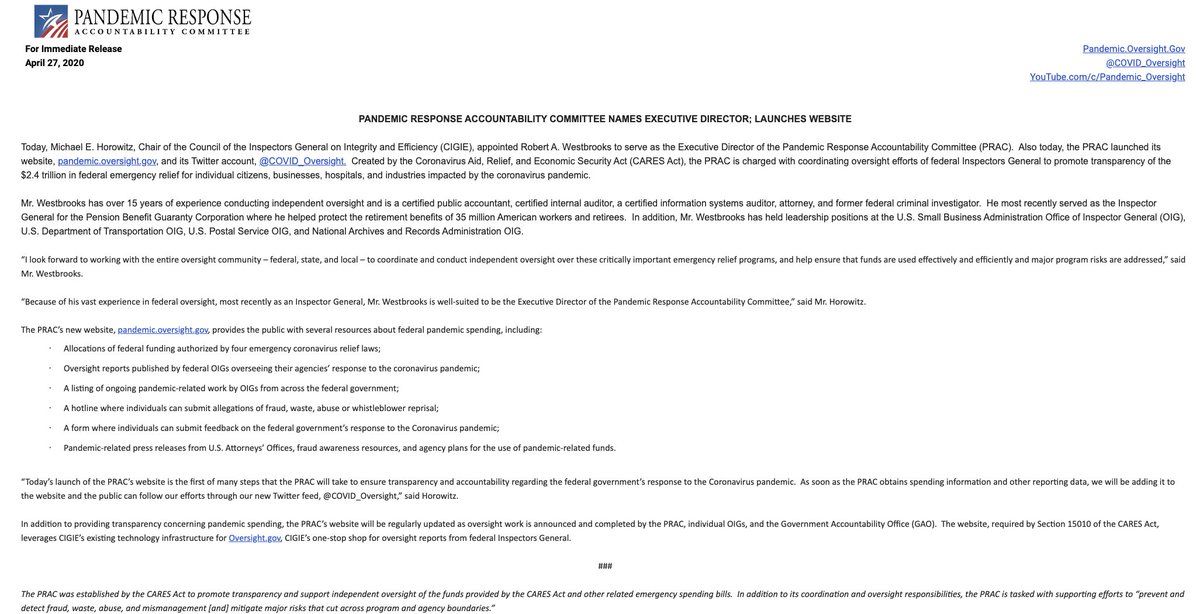 PANDEMIC RESPONSE
ACCOUNTABILITY COMMITTEE
For Immediate Release
April 27, 2020
Pandemic.Oversight.Gov
@COVID_Oversight
YouTube.com/c/Pandemic_Oversight
PANDEMIC RESPONSE ACCOUNTABILITY COMMITTEE NAMES EXECUTIVE DIRECTOR; LAUNCHES WEBSITE
Today, Michael E. Horowitz, Chair of the Council of the Inspectors General on Integrity and Efficiency (CIGIE), appointed Robert A. Westbrooks to serve as the Executive Director of the Pandemic Response Accountability Committee (PRAC). Also today, the PRAC launched its
website, pandemic.oversight.gov, and its Twitter account, @COVID_Oversight. Created by the Coronavirus Aid, Relief, and Economic Security Act (CARES Act), the PRAC is charged with coordinating oversight efforts of federal Inspectors General to promote transparency of the
$2.4 trillion in federal emergency relief for individual citizens, businesses, hospitals, and industries impacted by the coronavirus pandemic.
Mr. Westbrooks has over 15 years of experience conducting independent oversight and is a certified public accountant, certified internal auditor, a certified information systems auditor, attorney, and former federal criminal investigator. He most recently served as the Inspector
General for the Pension Benefit Guaranty Corporation where he helped protect the retirement benefits of 35 million American workers and retirees. In addition, Mr. Westbrooks has held leadership positions at the U.S. Small Business Administration Office of Inspector General (OIG),
U.S. Department of Transportation OIG, U.S. Postal Service OIG, and National Archives and Records Administration OIG.
“I look forward to working with the entire oversight community – federal, state, and local – to coordinate and conduct independent oversight over these critically important emergency relief programs, and help ensure that funds are used effectively and efficiently and major program risks are addressed,” said
Mr. Westbrooks.
“Because of his vast experience in federal oversight, most recently as an Inspector General, Mr. Westbrooks is well-suited to be the Executive Director of the Pandemic Response Accountability Committee,” said Mr. Horowitz.
The PRAC’s new website, pandemic.oversight.gov, provides the public with several resources about federal pandemic spending, including:
· Allocations of federal funding authorized by four emergency coronavirus relief laws;
· Oversight reports published by federal OIGs overseeing their agencies’ response to the coronavirus pandemic;
· A listing of ongoing pandemic-related work by OIGs from across the federal government;
· A hotline where individuals can submit allegations of fraud, waste, abuse or whistleblower reprisal;
· A form where individuals can submit feedback on the federal government’s response to the Coronavirus pandemic;
· Pandemic-related press releases from U.S. Attorneys’ Offices, fraud awareness resources, and agency plans for the use of pandemic-related funds.
“Today’s launch of the PRAC’s website is the first of many steps that the PRAC will take to ensure transparency and accountability regarding the federal government’s response to the Coronavirus pandemic. As soon as the PRAC obtains spending information and other reporting data, we will be adding it to
the website and the public can follow our efforts through our new Twitter feed, @COVID_Oversight,” said Horowitz.
In addition to providing transparency concerning pandemic spending, the PRAC’s website will be regularly updated as oversight work is announced and completed by the PRAC, individual OIGs, and the Government Accountability Office (GAO). The website, required by Section 15010 of the CARES Act,
leverages CIGIE’s existing technology infrastructure for Oversight.gov, CIGIE’s one-stop shop for oversight reports from federal Inspectors General.
###
The PRAC was established by the CARES Act to promote transparency and support independent oversight of the funds provided by the CARES Act and other related emergency spending bills. In addition to its coordination and oversight responsibilities, the PRAC is tasked with supporting efforts to “prevent and
detect fraud, waste, abuse, and mismanagement [and] mitigate major risks that cut across program and agency boundaries.”